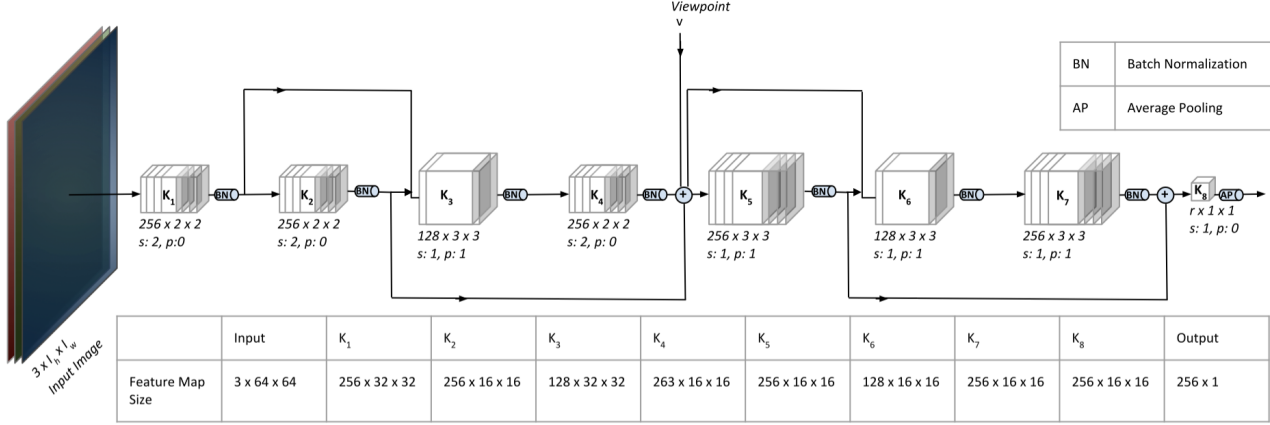 Viewpoint
v
BN Batch Normalization
AP Average Pooling
K1 BN K2 BN K3 BN K4 BN + K5 BN K6 BN K7 BN + K8 AP
256 x 2 x 2
s: 2, p:0
256 x 2 x 2
s: 2, p: 0
128 x 3 x 3
s: 1, p: 1
256 x 2 x 2
s: 2, p: 0
256 x 3 x 3
s: 1, p: 1
128 x 3 x 3
s: 1, p: 1
256 x 3 x 3
s: 1, p: 1
r x 1 x 1
s: 1, p: 0
3 x Ih x Iw
Input Image
Input K1 K2 K3 K4 K5 K6 K7 K8 Output
Feature Map Size 3 x 64 x 64 256 x 32 x 32 256 x 16 x 16 128 x 32 x 32 263 x 16 x 16 256 x 16 x 16 128 x 16 x 16 256 x 16 x 16 256 x 16 x 16 256 x 1